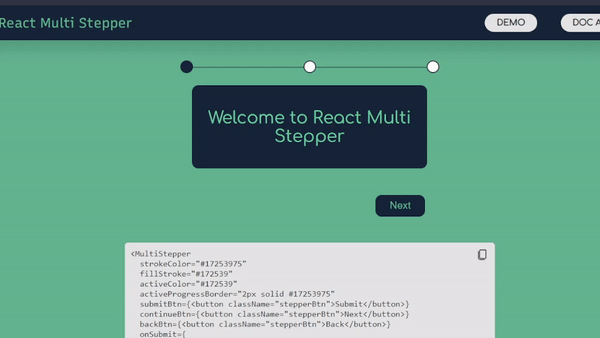 React Multi Stepper
DEMO
DOC A
Welcome to React Multi
Stepper
Next
<MultiStepper
strokeColor="#17253975"
fillStroke="#172539"
activeColor="#172539"
activeProgressBorder="2px solid #17253975"
submitBtn={<button className="stepperBtn">Submit</button>}
continueBtn={<button className="stepperBtn">Next</button>}
backBtn={<button className="stepperBtn">Back</button>}
onSubmit={